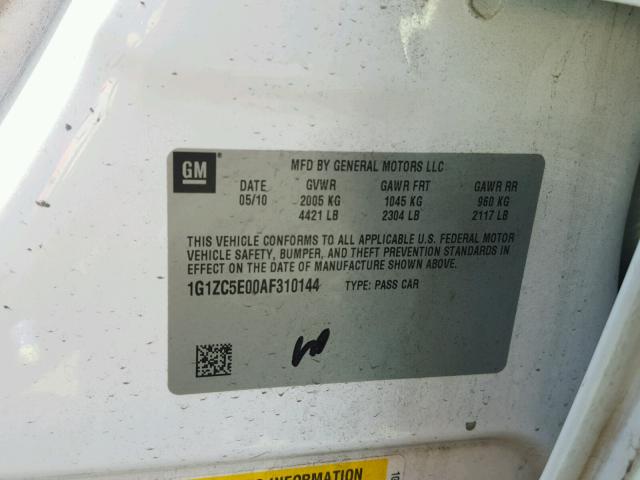 GM
MFD BY GENERAL MOTORS LLC
DATE GVWR GAWR FRT GAWR RR
05/10 2005 KG 1045 KG 960 KG
4421 LB 2304 LB 2117 LB
THIS VEHICLE CONFORMS TO ALL APPLICABLE U.S. FEDERAL MOTOR
VEHICLE SAFETY, BUMPER, AND THEFT PREVENTION STANDARDS IN
EFFECT ON THE DATE OF MANUFACTURE SHOWN ABOVE.
1G1ZC5E00AF310144 TYPE: PASS CAR
INFORMATION